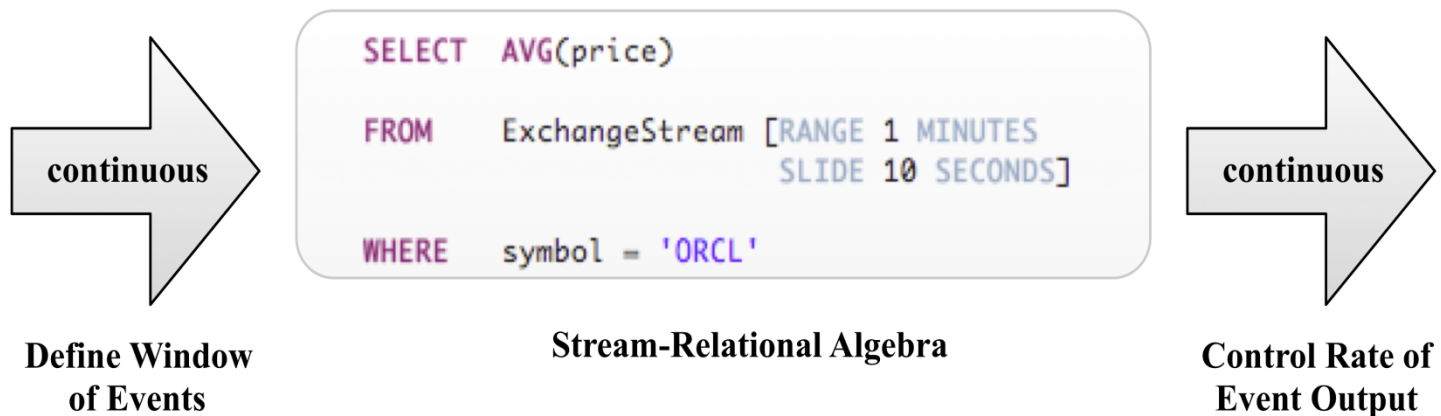 continuous
Define Window
of Events
SELECT AVG(price)
FROM ExchangeStream [RANGE 1 MINUTES
SLIDE 10 SECONDS]
WHERE symbol = 'ORCL'
Stream-Relational Algebra
continuous
Control Rate of
Event Output